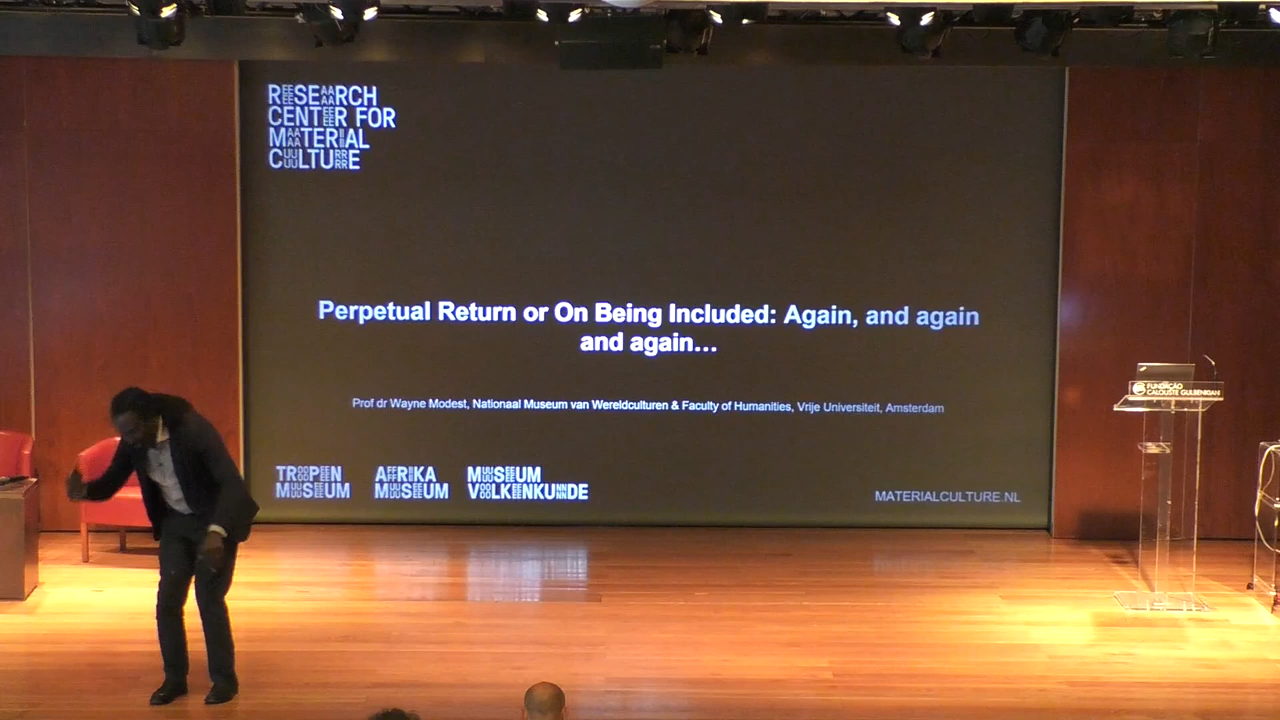 RESEARCH
CENTER FOR
MATERIAL
CULTURE
Perpetual Return or On Being Included: Again, and again
and again…
Prof dr Wayne Modest, Nationaal Museum van Wereldculturen & Faculty of Humanities, Vrije Universiteit, Amsterdam
TROPEN
MUSEUM
AFRIKA
MUSEUM
MUSEUM
VOLKENKUNDE
MATERIALCULTURE.NL
FUNDAÇÃO
CALOUSTE GULBENKIAN